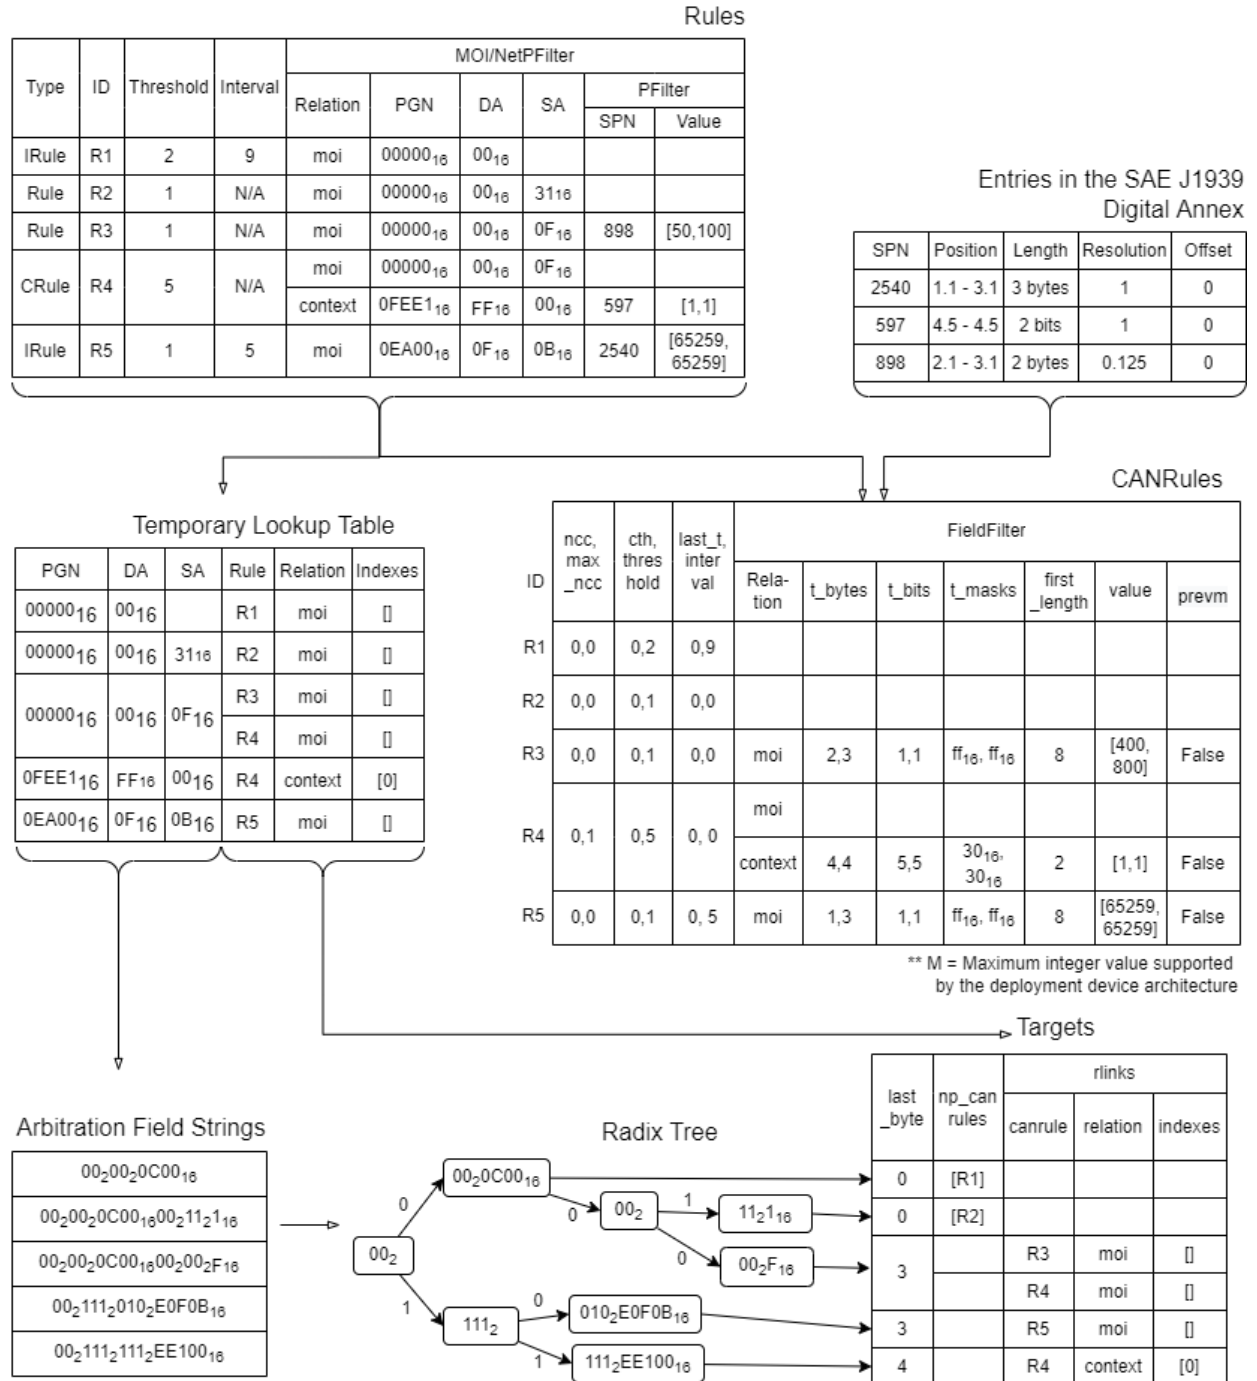 Rules
Type ID Threshold Interval MOI/NetPFilter
Relation PGN DA SA PFilter
SPN Value
IRule R1 2 9 moi 00000₁₆ 00₁₆
Rule R2 1 N/A moi 00000₁₆ 00₁₆ 31₁₆
Rule R3 1 N/A moi 00000₁₆ 00₁₆ 0F₁₆ 898 [50,100]
CRule R4 5 N/A moi 00000₁₆ 00₁₆ 0F₁₆
context 0FEE1₁₆ FF₁₆ 00₁₆ 597 [1,1]
IRule R5 1 5 moi 0EA00₁₆ 0F₁₆ 0B₁₆ 2540 [65259,
65259]
Entries in the SAE J1939
Digital Annex
SPN Position Length Resolution Offset
2540 1.1 - 3.1 3 bytes 1 0
597 4.5 - 4.5 2 bits 1 0
898 2.1 - 3.1 2 bytes 0.125 0
Temporary Lookup Table
PGN DA SA Rule Relation Indexes
00000₁₆ 00₁₆ R1 moi []
00000₁₆ 00₁₆ 31₁₆ R2 moi []
00000₁₆ 00₁₆ 0F₁₆ R3 moi []
R4 moi []
0FEE1₁₆ FF₁₆ 00₁₆ R4 context [0]
0EA00₁₆ 0F₁₆ 0B₁₆ R5 moi []
CANRules
ID
ncc,
max
_ncc
cth,
thres
hold
last_t,
inter
val
FieldFilter
Rela-
tion
t_bytes t_bits t_masks
first
_length
value prevm
R1 0,0 0,2 0,9
R2 0,0 0,1 0,0
R3 0,0 0,1 0,0 moi 2,3 1,1 ff₁₆, ff₁₆ 8 [400,
800] False
R4 0,1 0,5 0, 0 moi
context 4,4 5,5 30₁₆,
30₁₆ 2 [1,1] False
R5 0,0 0,1 0, 5 moi 1,3 1,1 ff₁₆, ff₁₆ 8 [65259,
65259] False
** M = Maximum integer value supported
by the deployment device architecture
Arbitration Field Strings
00₂00₂0C00₁₆
00₂00₂0C00₁₆00₂11₂1₁₆
00₂00₂0C00₁₆00₂00₂F₁₆
00₂111₂010₂E0F0B₁₆
00₂111₂111₂EE100₁₆
Radix Tree
00₂
0
00₂0C00₁₆
0
00₂
1
11₂1₁₆
0
00₂F₁₆
1
111₂
0
010₂E0F0B₁₆
1
111₂EE100₁₆
Targets
last
_byte
np_can
rules
rlinks
canrule relation indexes
0 [R1]
0 [R2]
3 R3 moi []
R4 moi []
3 R5 moi []
4 R4 context [0]